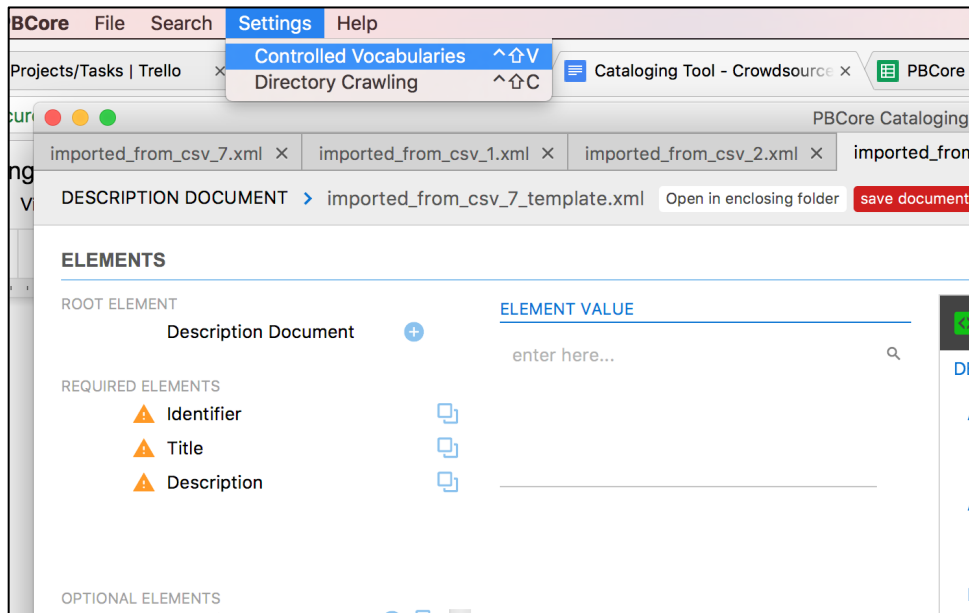 PBCore File Search Settings Help
Controlled Vocabularies ^⇧V
Directory Crawling ^⇧C
Projects/Tasks | Trello × Cataloging Tool - Crowdsource × PBCore
PBCore Cataloging
imported_from_csv_7.xml × imported_from_csv_1.xml × imported_from_csv_2.xml × imported_from
DESCRIPTION DOCUMENT > imported_from_csv_7_template.xml Open in enclosing folder save document
ELEMENTS
ROOT ELEMENT
Description Document
ELEMENT VALUE
enter here...
REQUIRED ELEMENTS
Identifier
Title
Description
OPTIONAL ELEMENTS